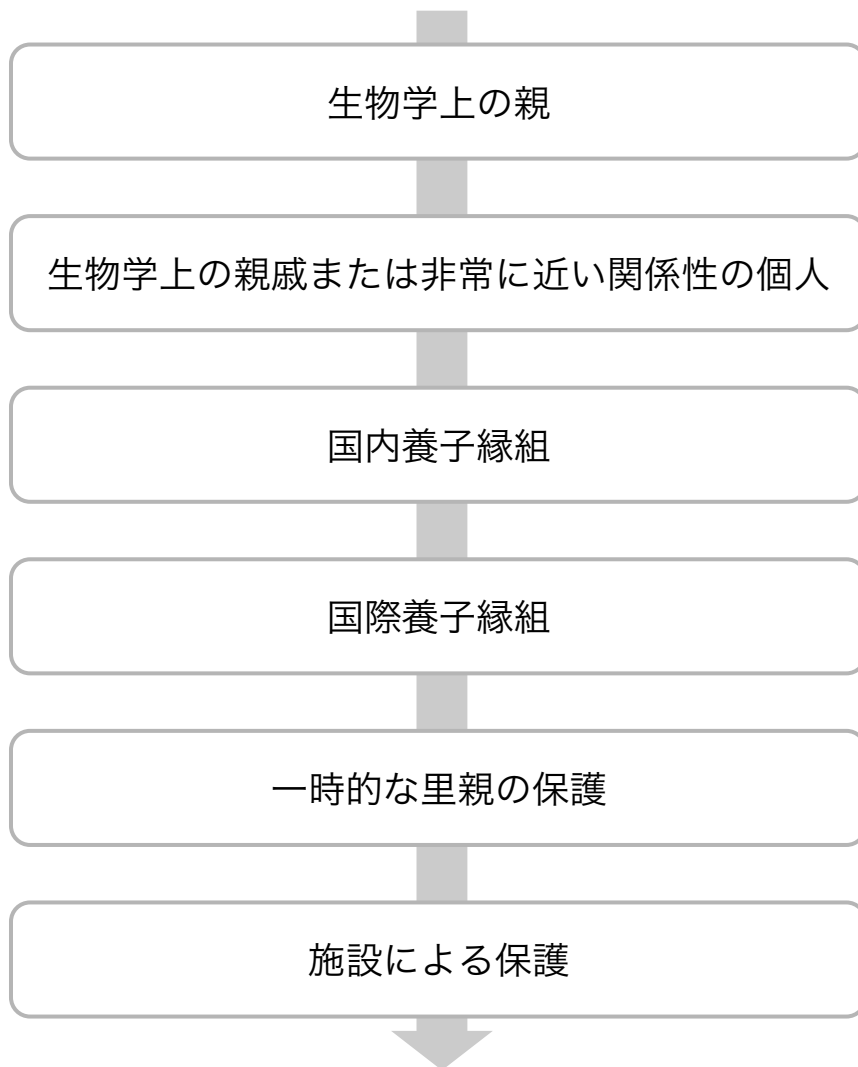 生物学上の親
生物学上の親戚または非常に近い関係性の個人
国内養子縁組
国際養子縁組
一時的な里親の保護
施設による保護